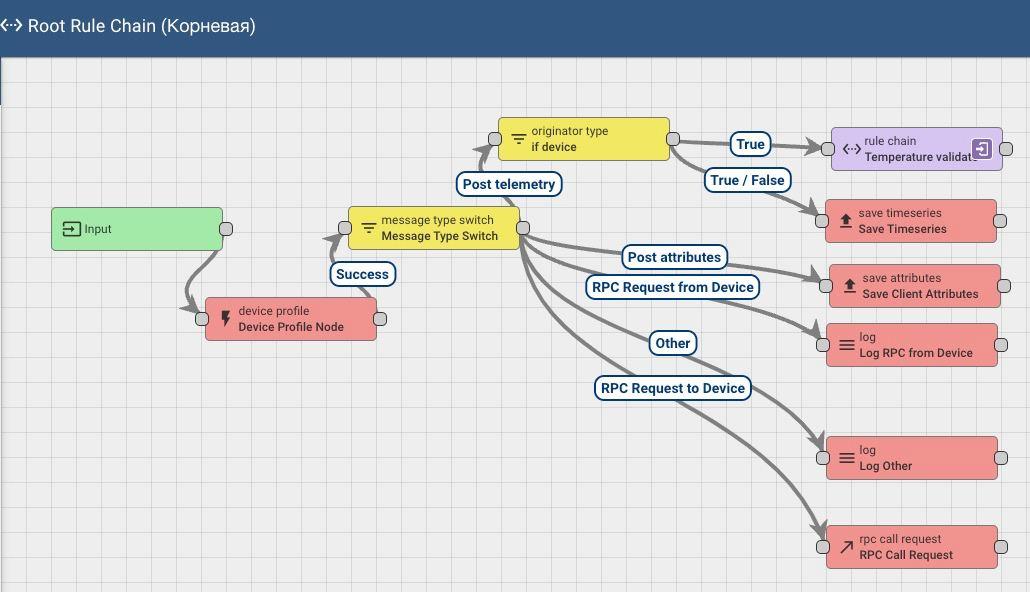 Root Rule Chain (Корневая)
originator type
if device
True
rule chain
Temperature validat
Post telemetry
True / False
Input
message type switch
Message Type Switch
save timeseries
Save Timeseries
Success
Post attributes
RPC Request from Device
save attributes
Save Client Attributes
device profile
Device Profile Node
log
Log RPC from Device
Other
RPC Request to Device
log
Log Other
rpc call request
RPC Call Request